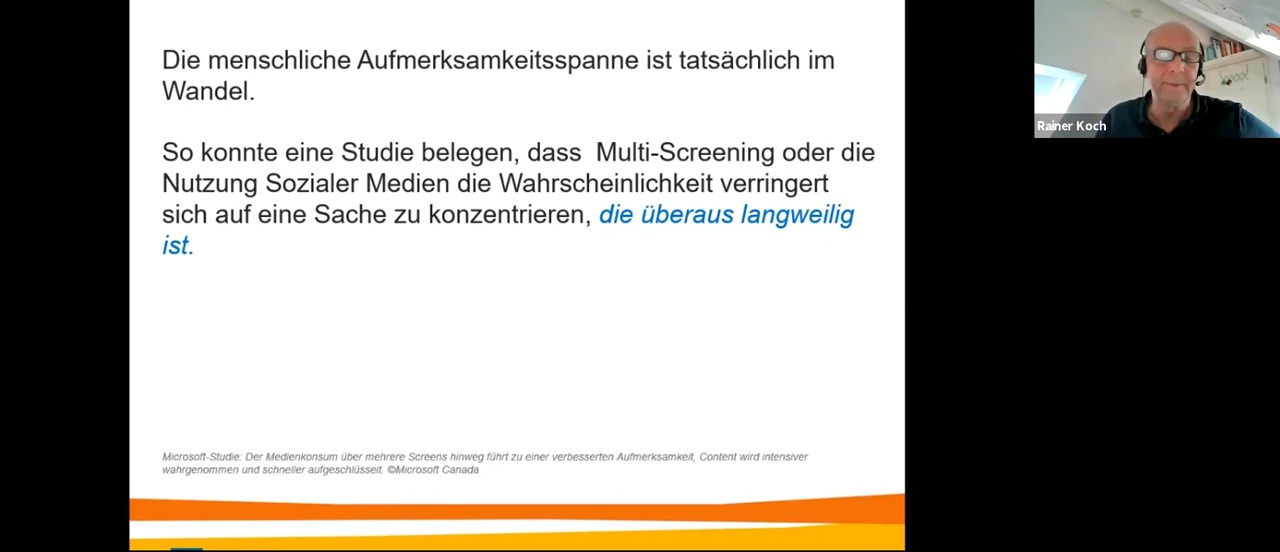 Die menschliche Aufmerksamkeitsspanne ist tatsächlich im
Wandel.
So konnte eine Studie belegen, dass  Multi-Screening oder die
Nutzung Sozialer Medien die Wahrscheinlichkeit verringert
sich auf eine Sache zu konzentrieren, die überaus langweilig
ist.
Microsoft-Studie: Der Medienkonsum über mehrere Screens hinweg führt zu einer verbesserten Aufmerksamkeit, Content wird intensiver
wahrgenommen und schneller aufgeschlüsselt. ©Microsoft Canada
Rainer Koch